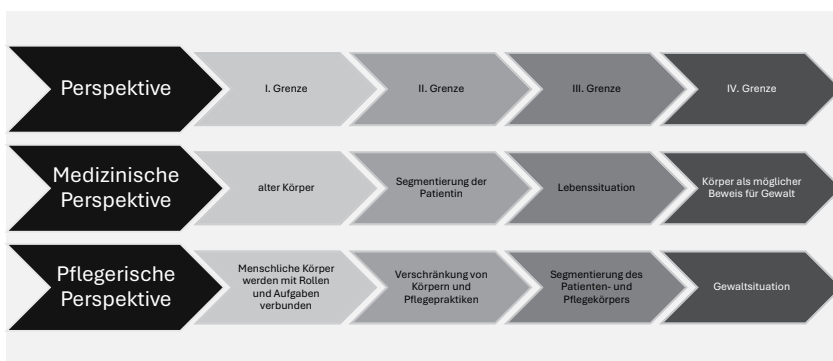 Perspektive
I. Grenze
II. Grenze
III. Grenze
IV. Grenze
Medizinische
Perspektive
alter Körper
Segmentierung der
Patientin
Lebenssituation
Körper als möglicher
Beweis für Gewalt
Pflegerische
Perspektive
Menschliche Körper
werden mit Rollen
und Aufgaben
verbunden
Verschränkung von
Körpern und
Pflegepraktiken
Segmentierung des
Patienten- und
Pflegekörpers
Gewaltsituation